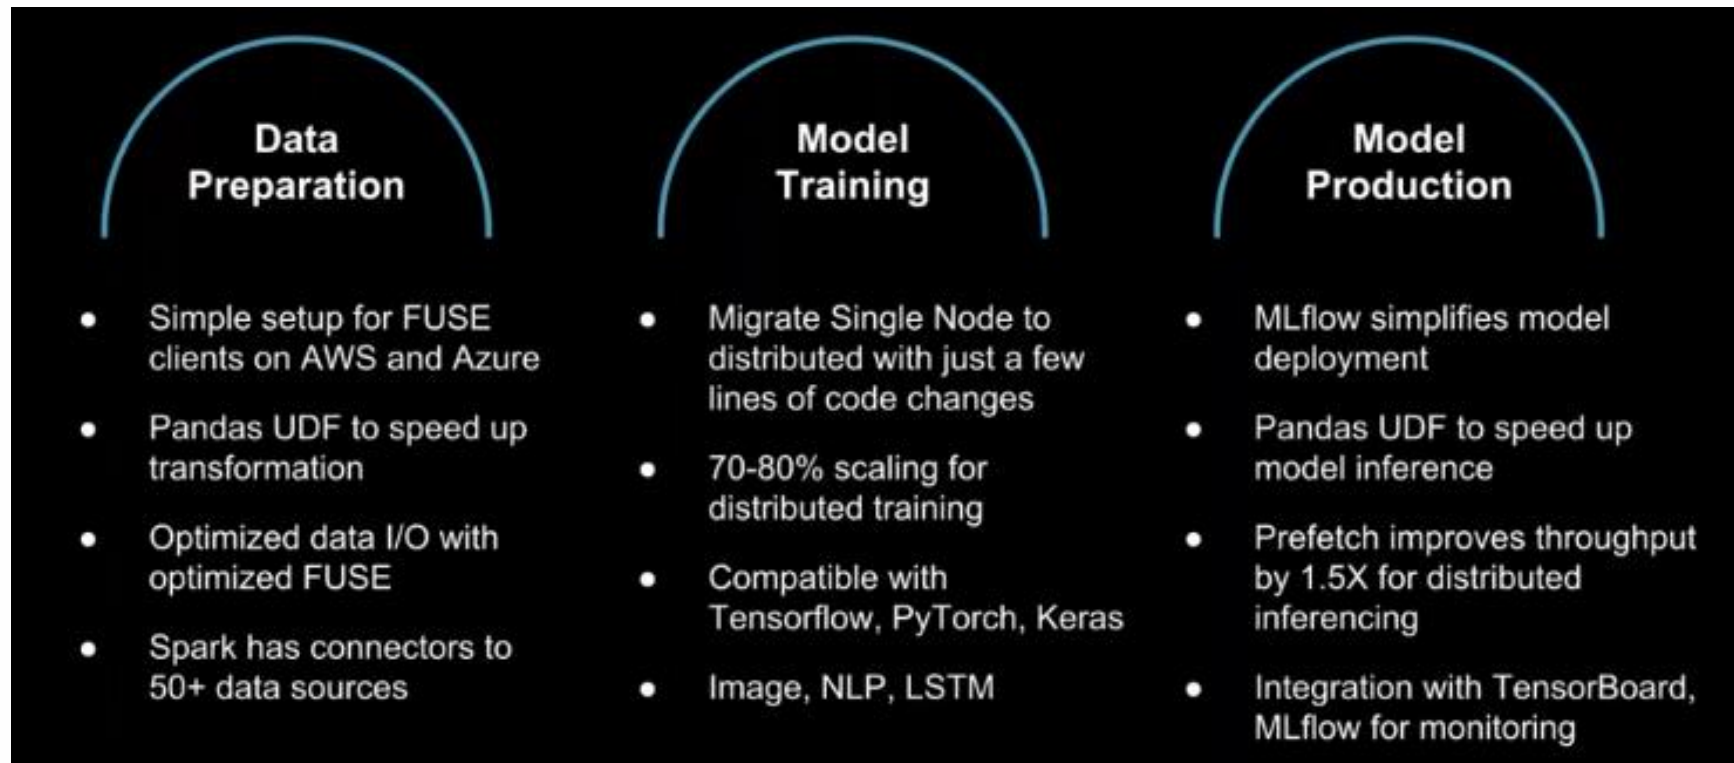 Data
Preparation
● Simple setup for FUSE
clients on AWS and Azure
● Pandas UDF to speed up
transformation
● Optimized data I/O with
optimized FUSE
● Spark has connectors to
50+ data sources
Model
Training
● Migrate Single Node to
distributed with just a few
lines of code changes
● 70-80% scaling for
distributed training
● Compatible with
Tensorflow, PyTorch, Keras
● Image, NLP, LSTM
Model
Production
● MLflow simplifies model
deployment
● Pandas UDF to speed up
model inference
● Prefetch improves throughput
by 1.5X for distributed
inferencing
● Integration with TensorBoard,
MLflow for monitoring